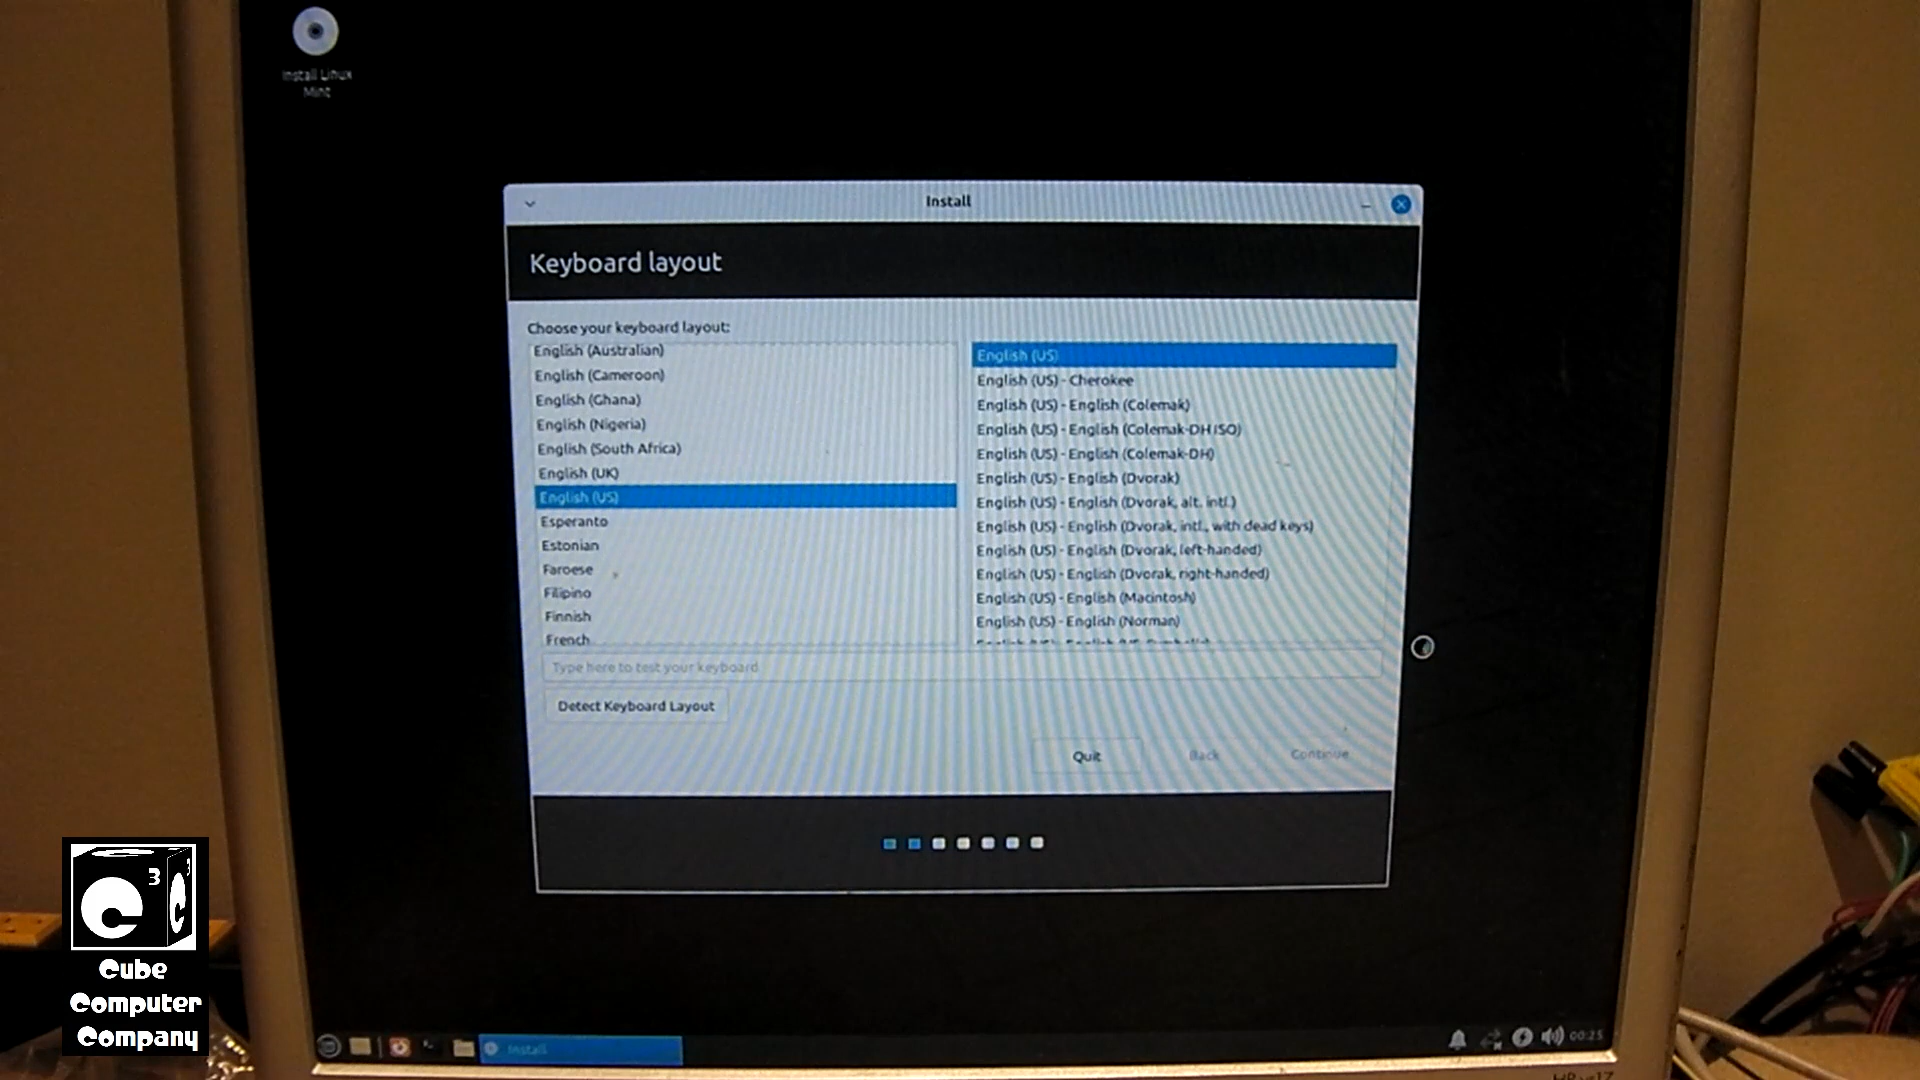 Install Linux
Mint
Install
Keyboard layout
Choose your keyboard layout:
English (Australian)
English (Cameroon)
English (Ghana)
English (Nigeria)
English (South Africa)
English (UK)
English (US)
Esperanto
Estonian
Faroese
Filipino
Finnish
French
English (US)
English (US) - Cherokee
English (US) - English (Colemak)
English (US) - English (Colemak-DH ISO)
English (US) - English (Colemak-DH)
English (US) - English (Dvorak)
English (US) - English (Dvorak, alt. intl.)
English (US) - English (Dvorak, intl., with dead keys)
English (US) - English (Dvorak, left-handed)
English (US) - English (Dvorak, right-handed)
English (US) - English (Macintosh)
English (US) - English (Norman)
Type here to test your keyboard
Detect Keyboard Layout
Quit
Back
Continue
Install
00:25
C3C
Cube
Computer
Company